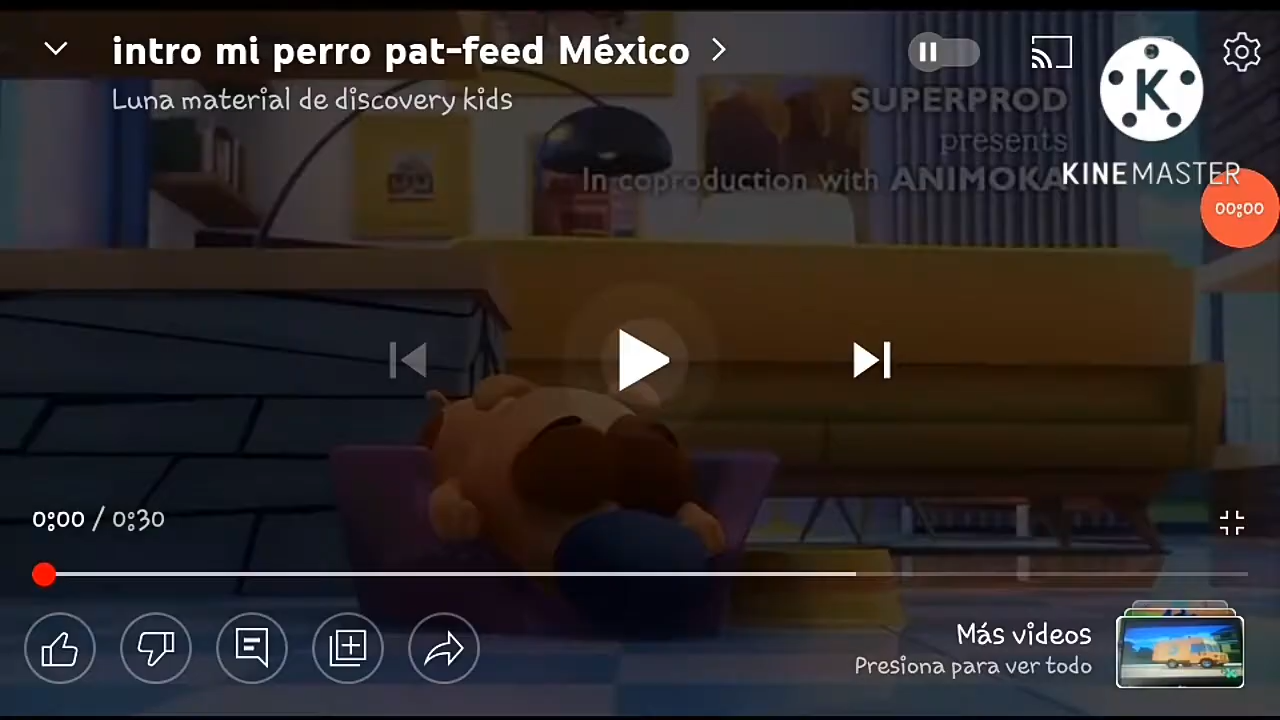 intro mi perro pat-feed México
Luna material de discovery kids
SUPERPROD
presents
In coproduction with ANIMOKA
K
KINEMASTER
00:00
0:00 / 0:30
Más videos
Presiona para ver todo